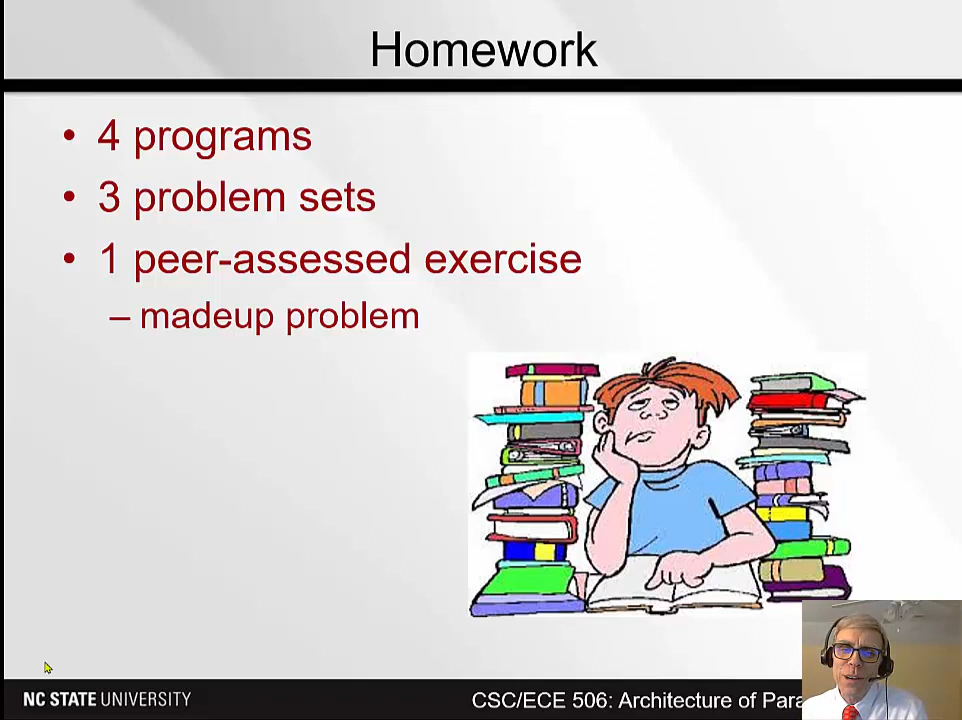 Homework
• 4 programs
• 3 problem sets
• 1 peer-assessed exercise
– madeup problem
NC STATE UNIVERSITY
CSC/ECE 506: Architecture of Para